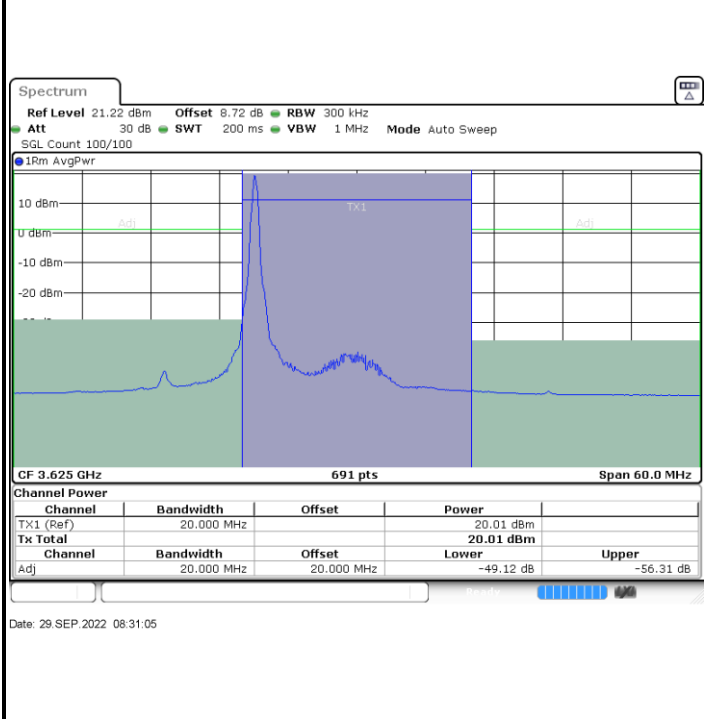 Spectrum
Ref Level 21.22 dBm Offset 8.72 dB RBW 300 kHz
Att 30 dB SWT 200 ms VBW 1 MHz Mode Auto Sweep
SGL Count 100/100
1Rm AvgPwr
10 dBm
TX1
Adj
Adj
0 dBm
-10 dBm
-20 dBm
CF 3.625 GHz 691 pts Span 60.0 MHz
Channel Power
Channel Bandwidth Offset Power
TX1 (Ref) 20.000 MHz 20.01 dBm
Tx Total 20.01 dBm
Channel Bandwidth Offset Lower Upper
Adj 20.000 MHz 20.000 MHz -49.12 dB -56.31 dB
Ready
Date: 29.SEP.2022 08:31:05